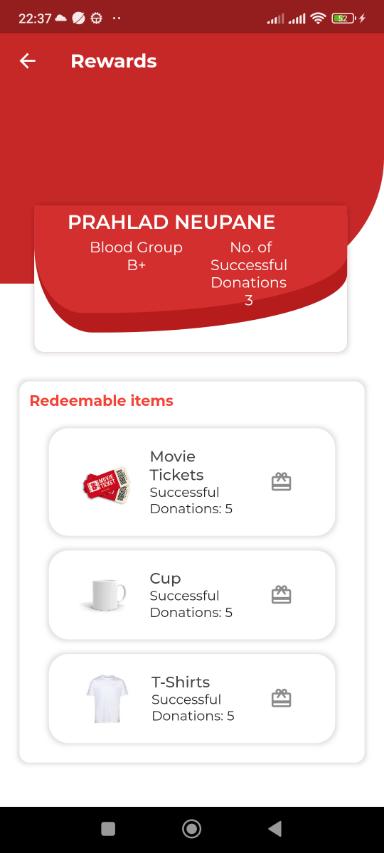 22:37
52
Rewards
PRAHLAD NEUPANE
Blood Group
B+
No. of
Successful
Donations
3
Redeemable items
Movie
Tickets
Successful
Donations: 5
MOVIE
TICKET
Cup
Successful
Donations: 5
T-Shirts
Successful
Donations: 5